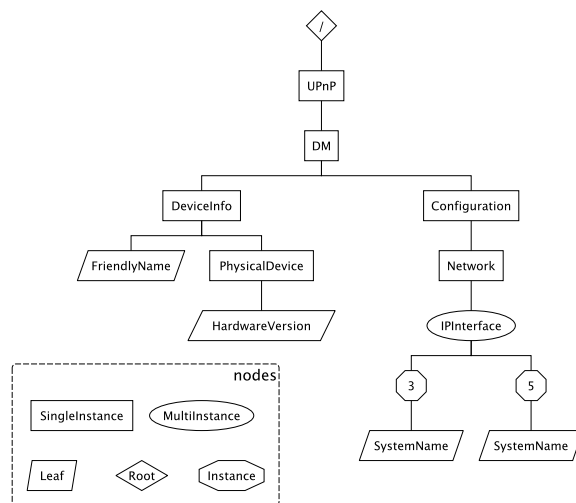 /
UPnP
DM
DeviceInfo
Configuration
FriendlyName
PhysicalDevice
Network
HardwareVersion
IPInterface
3
5
SystemName
SystemName
nodes
SingleInstance
MultiInstance
Leaf
Root
Instance